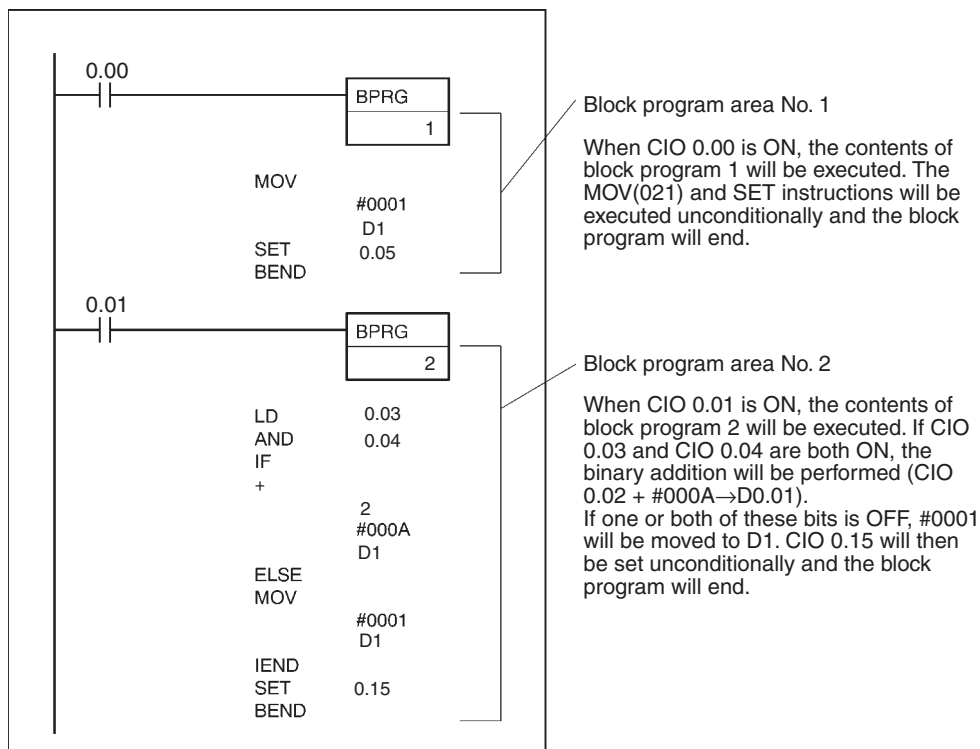 0.00
BPRG
1
MOV
#0001
D1
SET 0.05
BEND
Block program area No. 1
When CIO 0.00 is ON, the contents of
block program 1 will be executed. The
MOV(021) and SET instructions will be
executed unconditionally and the block
program will end.
0.01
BPRG
2
LD 0.03
AND 0.04
IF
+
2
#000A
D1
ELSE
MOV
#0001
D1
IEND
SET 0.15
BEND
Block program area No. 2
When CIO 0.01 is ON, the contents of
block program 2 will be executed. If CIO
0.03 and CIO 0.04 are both ON, the
binary addition will be performed (CIO
0.02 + #000A→D0.01).
If one or both of these bits is OFF, #0001
will be moved to D1. CIO 0.15 will then
be set unconditionally and the block
program will end.